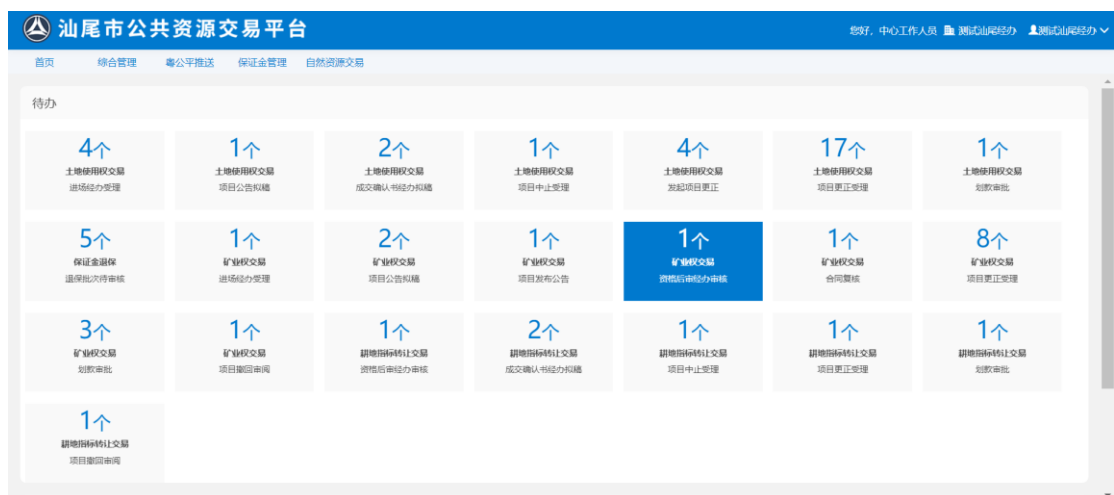 汕尾市公共资源交易平台
您好，中心工作人员 测试汕尾经办 测试汕尾经办
首页 综合管理 粤公平推送 保证金管理 自然资源交易
待办
4个 1个 2个 1个 4个 17个 1个
土地使用权交易 土地使用权交易 土地使用权交易 土地使用权交易 土地使用权交易 土地使用权交易 土地使用权交易
进场经办受理 项目公告拟稿 成交确认书经办拟稿 项目中止受理 发起项目更正 项目更正受理 划款审批
5个 1个 2个 1个 1个 1个 8个
保证金退保 矿业权交易 矿业权交易 矿业权交易 矿业权交易 矿业权交易 矿业权交易
退保批次待审核 进场经办受理 项目公告拟稿 项目发布公告 资格后审经办审核 合同复核 项目更正受理
3个 1个 1个 2个 1个 1个 1个
矿业权交易 矿业权交易 耕地指标转让交易 耕地指标转让交易 耕地指标转让交易 耕地指标转让交易 耕地指标转让交易
划款审批 项目撤回审阅 资格后审经办审核 成交确认书经办拟稿 项目中止受理 项目更正受理 划款审批
1个
耕地指标转让交易
项目撤回审阅